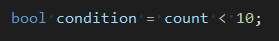 bool condition = count < 10;